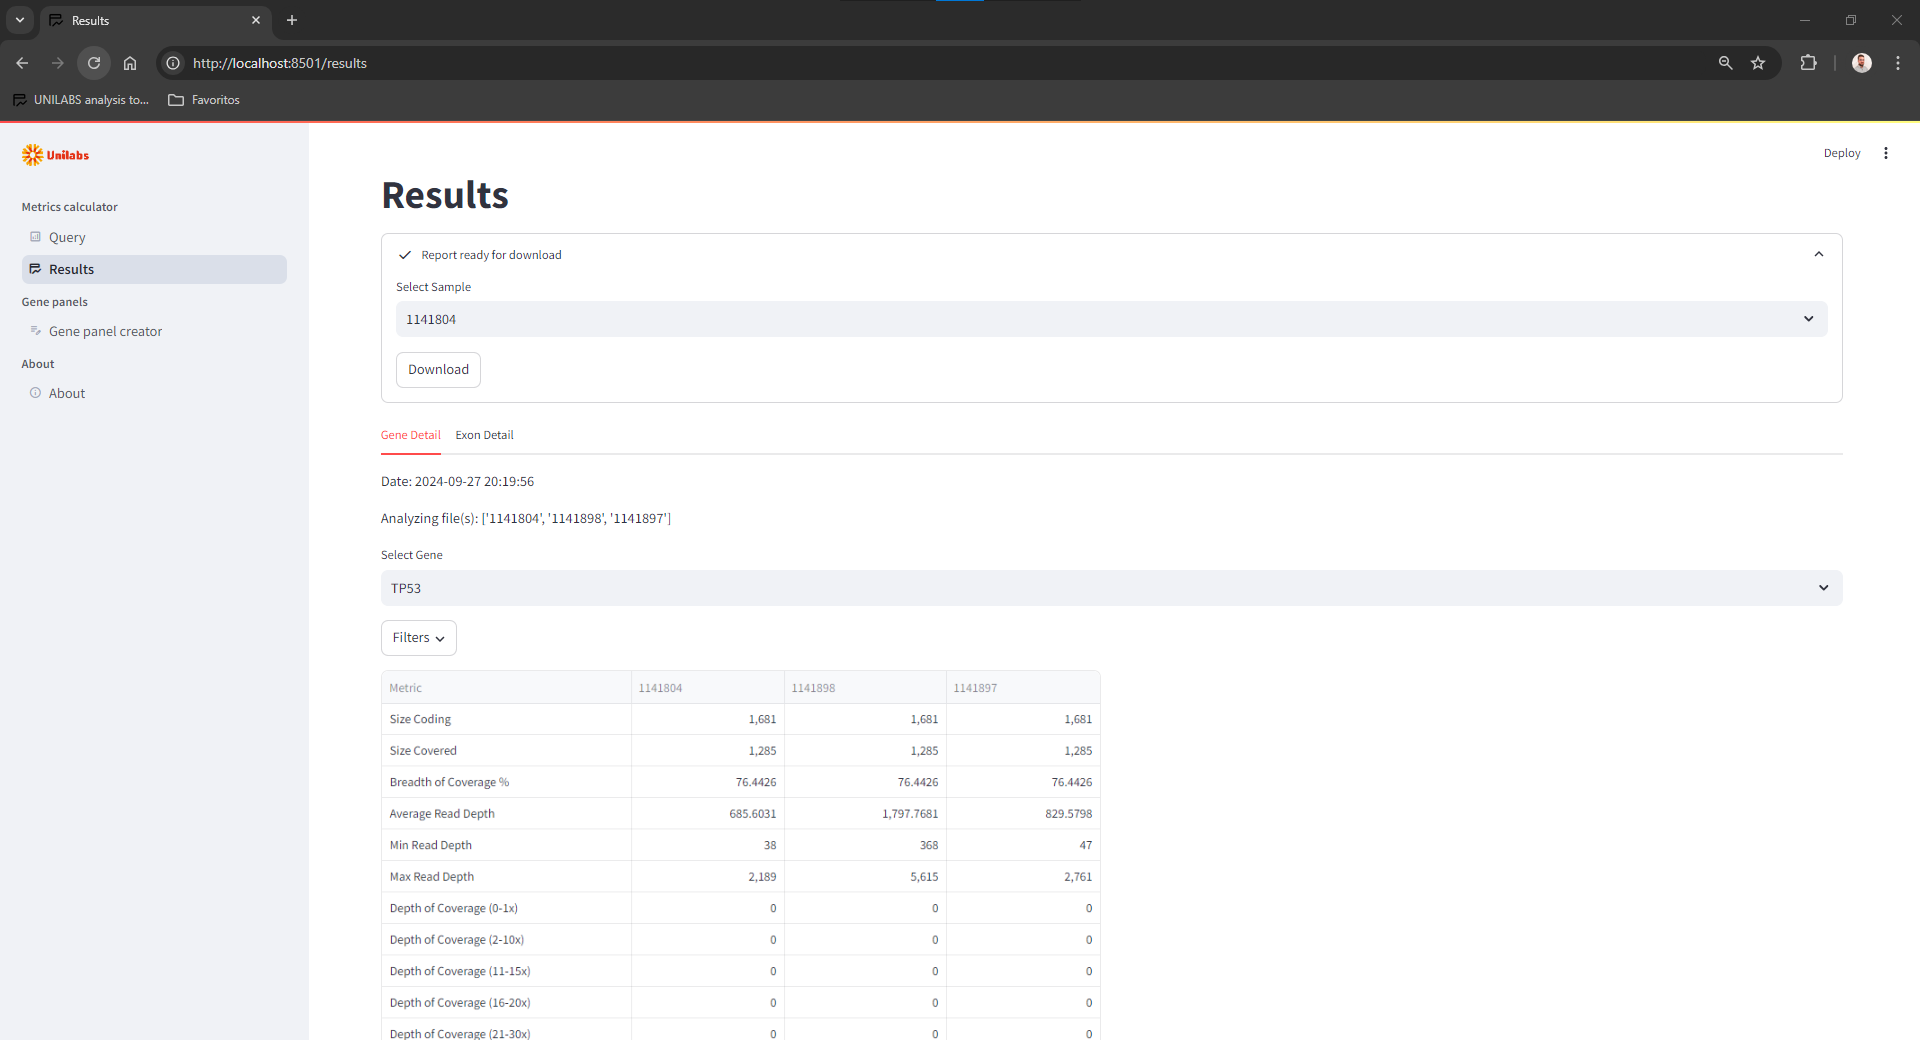 Results
http://localhost:8501/results
UNILABS analysis to...
Favoritos
Unilabs
Metrics calculator
Query
Results
Gene panels
Gene panel creator
About
About
Deploy
Results
Report ready for download
Select Sample
1141804
Download
Gene Detail Exon Detail
Date: 2024-09-27 20:19:56
Analyzing file(s): ['1141804', '1141898', '1141897']
Select Gene
TP53
Filters
Metric 1141804 1141898 1141897
Size Coding 1,681 1,681 1,681
Size Covered 1,285 1,285 1,285
Breadth of Coverage % 76.4426 76.4426 76.4426
Average Read Depth 685.6031 1,797.7681 829.5798
Min Read Depth 38 368 47
Max Read Depth 2,189 5,615 2,761
Depth of Coverage (0-1x) 0 0 0
Depth of Coverage (2-10x) 0 0 0
Depth of Coverage (11-15x) 0 0 0
Depth of Coverage (16-20x) 0 0 0
Depth of Coverage (21-30x) 0 0 0